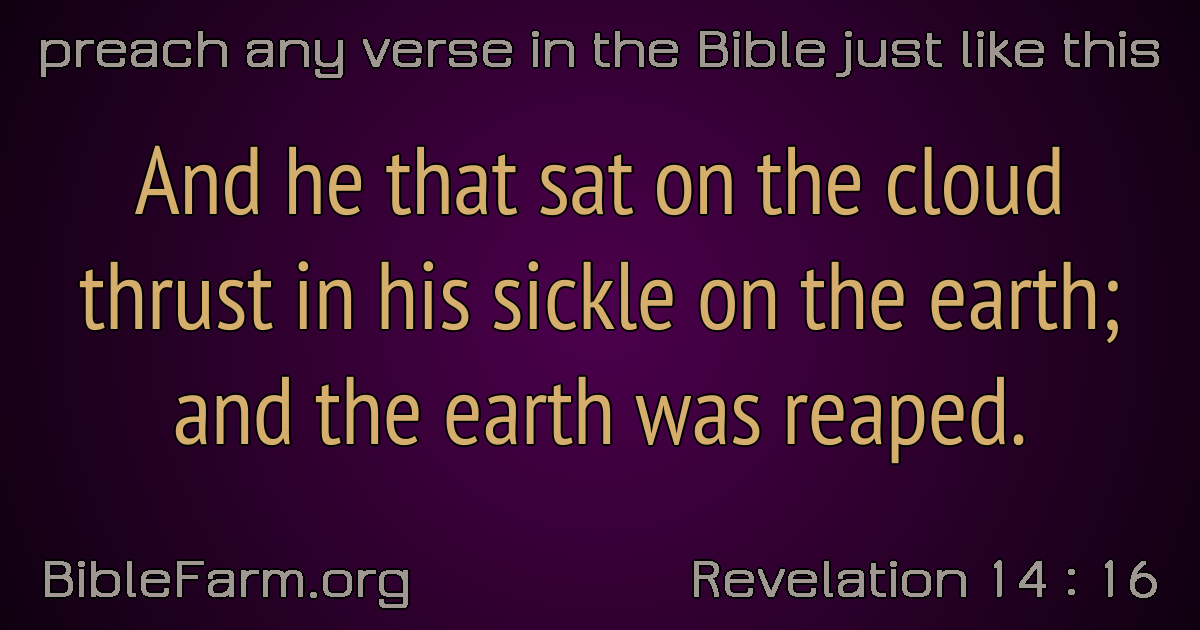 preach any verse in the Bible just like this
And he that sat on the cloud
thrust in his sickle on the earth;
and the earth was reaped.
BibleFarm.org
Revelation 14 : 16